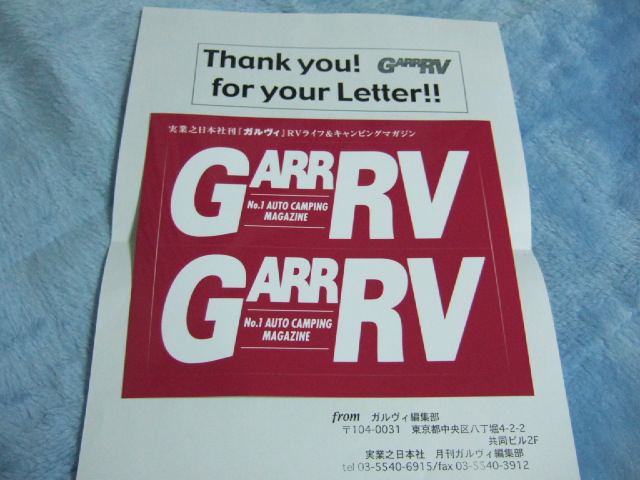 Thank you! GARRRV
for your Letter!!
実業之日本社刊「ガルヴィ」RVライフ&キャンピングマガジン
GARRRV
No.1 AUTO CAMPING
MAGAZINE
GARRRV
No.1 AUTO CAMPING
MAGAZINE
from ガルヴィ編集部
〒104-0031 東京都中央区八丁堀4-2-2
共同ビル2F
実業之日本社 月刊ガルヴィ編集部
tel 03-5540-6915/fax 03-5540-3912